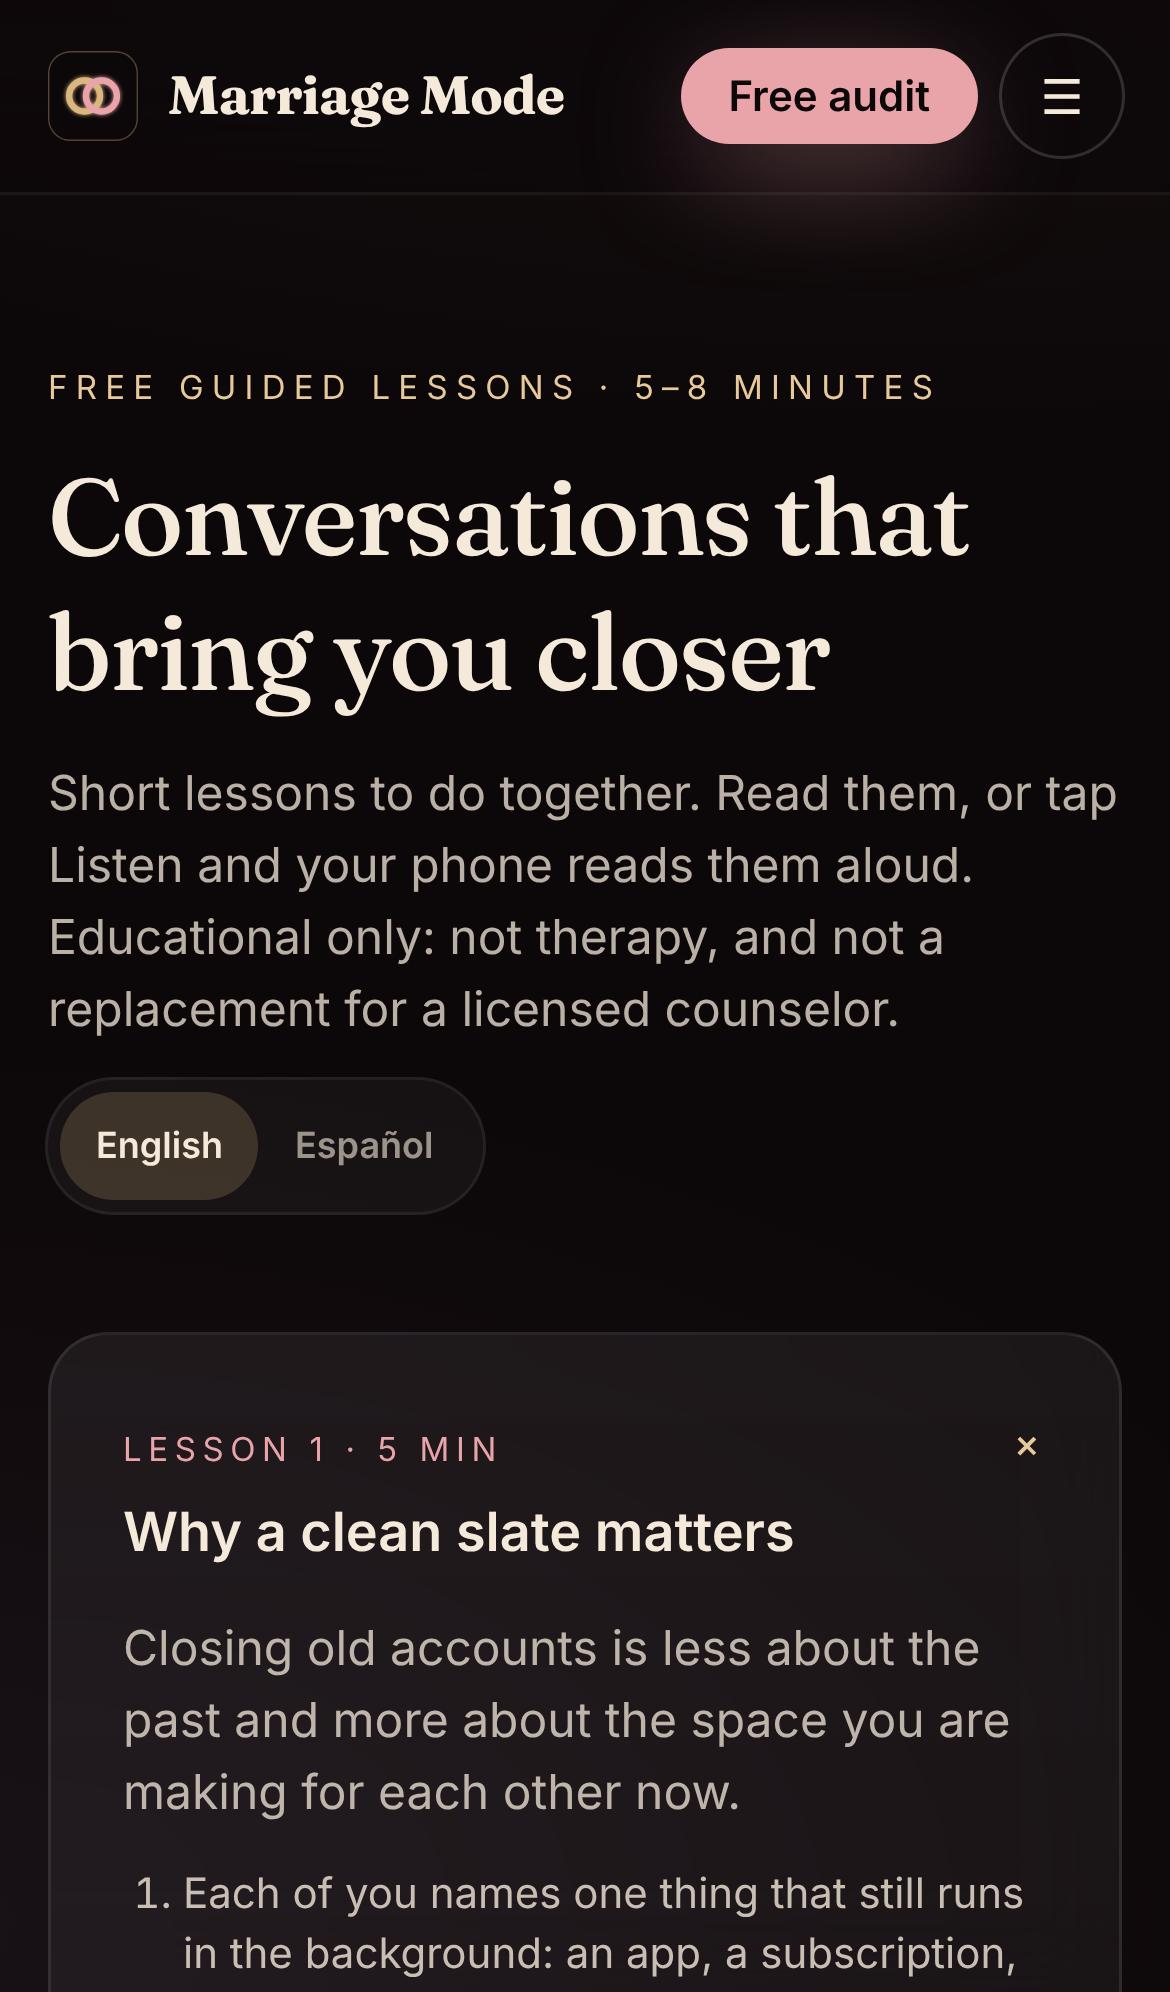 Marriage Mode
Free audit
FREE GUIDED LESSONS · 5–8 MINUTES
Conversations that
bring you closer
Short lessons to do together. Read them, or tap
Listen and your phone reads them aloud.
Educational only: not therapy, and not a
replacement for a licensed counselor.
English
Español
LESSON 1 · 5 MIN
×
Why a clean slate matters
Closing old accounts is less about the
past and more about the space you are
making for each other now.
1. Each of you names one thing that still runs
in the background: an app, a subscription,